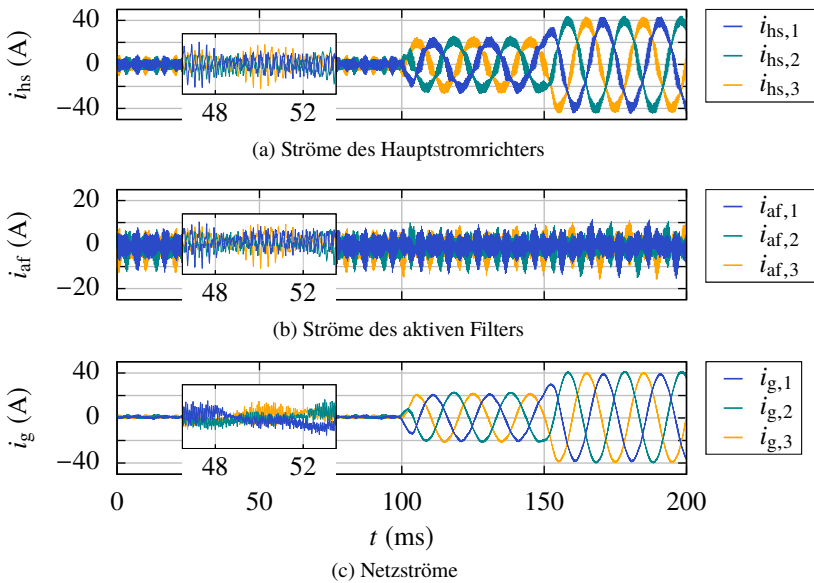 i_hs (A)
40
0
−40
48 52
i_hs,1
i_hs,2
i_hs,3
(a) Ströme des Hauptstromrichters
i_af (A)
20
0
−20
48 52
i_af,1
i_af,2
i_af,3
(b) Ströme des aktiven Filters
i_g (A)
40
0
−40
48 52
i_g,1
i_g,2
i_g,3
0 50 100 150 200
t (ms)
(c) Netzströme